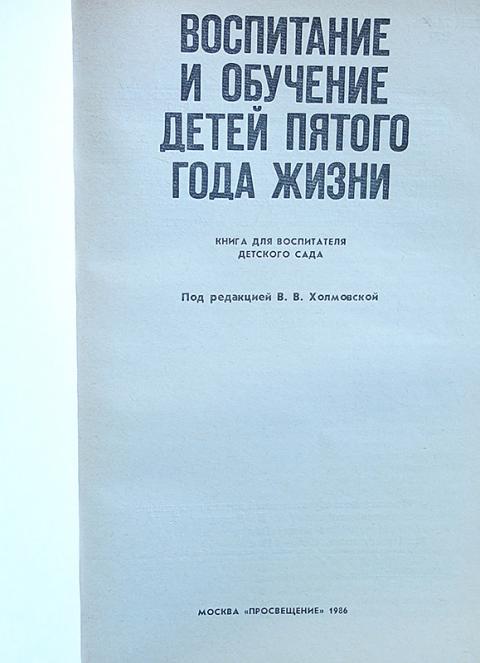 ВОСПИТАНИЕ
И ОБУЧЕНИЕ
ДЕТЕЙ ПЯТОГО
ГОДА ЖИЗНИ
КНИГА ДЛЯ ВОСПИТАТЕЛЯ
ДЕТСКОГО САДА
Под редакцией В. В. Холмовской
МОСКВА «ПРОСВЕЩЕНИЕ» 1986